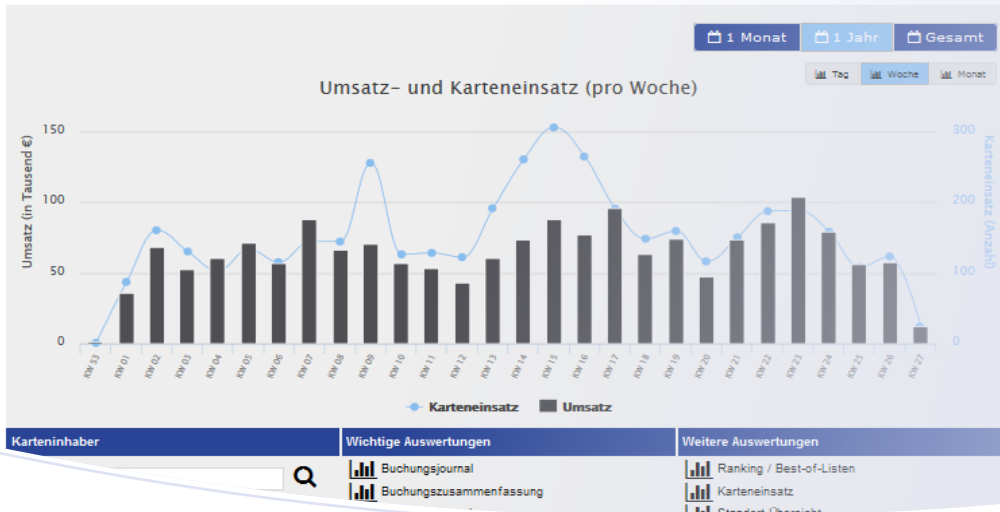 1 Monat 1 Jahr Gesamt
Tag Woche Monat
Umsatz- und Karteneinsatz (pro Woche)
Umsatz (in Tausend €)
150
100
50
0
300
200
100
0
Karteneinsatz (Anzahl)
KW 53 KW 01 KW 02 KW 03 KW 04 KW 05 KW 06 KW 07 KW 08 KW 09 KW 10 KW 11 KW 12 KW 13 KW 14 KW 15 KW 16 KW 17 KW 18 KW 19 KW 20 KW 21 KW 22 KW 23 KW 24 KW 25 KW 26 KW 27
Karteneinsatz Umsatz
Karteninhaber Wichtige Auswertungen Weitere Auswertungen
Buchungsjournal Ranking / Best-of-Listen
Buchungszusammenfassung Karteneinsatz
Standort Übersicht